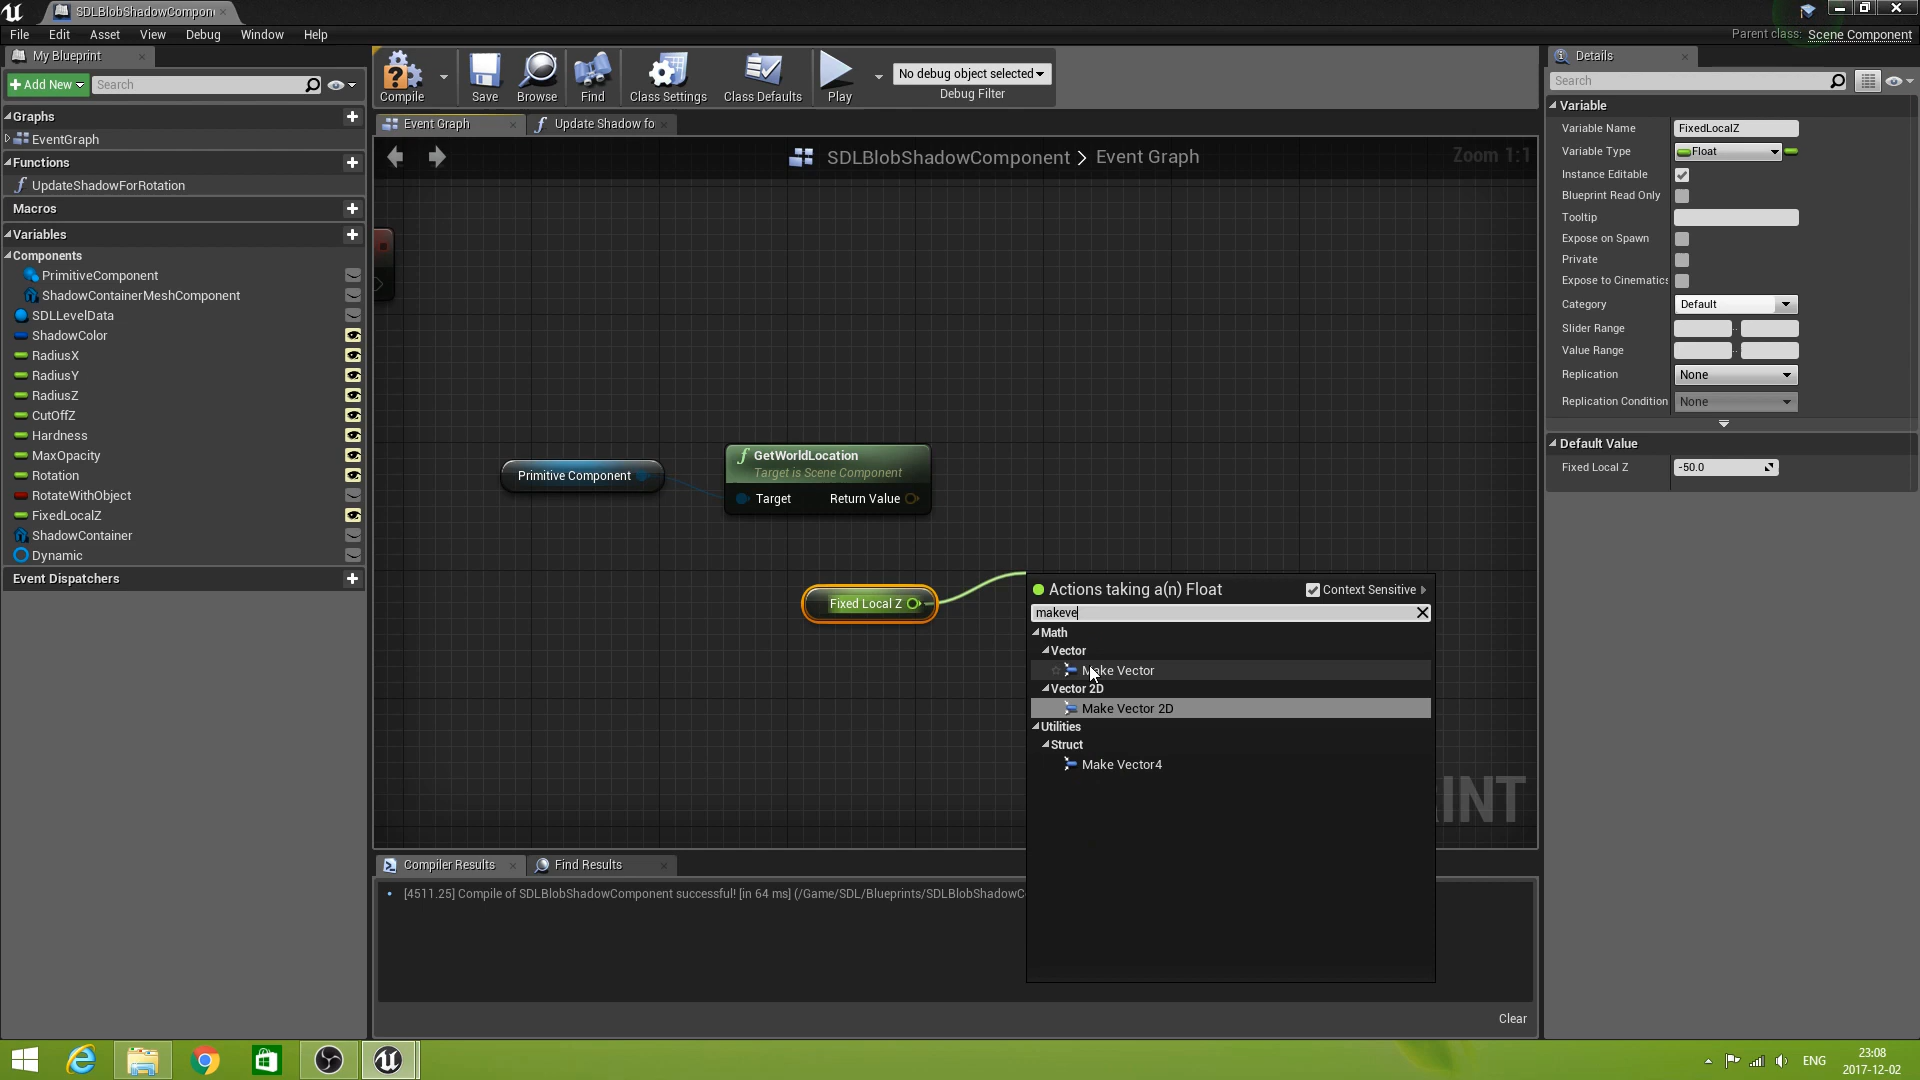 SDLBlobShadowCompon
File Edit Asset View Debug Window Help
Parent class: Scene Component
My Blueprint
Add New
Search
Graphs
EventGraph
Functions
UpdateShadowForRotation
Macros
Variables
Components
PrimitiveComponent
ShadowContainerMeshComponent
SDLLevelData
ShadowColor
RadiusX
RadiusY
RadiusZ
CutOffZ
Hardness
MaxOpacity
Rotation
RotateWithObject
FixedLocalZ
ShadowContainer
Dynamic
Event Dispatchers
Compile
Save
Browse
Find
Class Settings
Class Defaults
Play
No debug object selected
Debug Filter
Event Graph
Update Shadow fo
SDLBlobShadowComponent > Event Graph
Zoom 1:1
Primitive Component
GetWorldLocation
Target is Scene Component
Target
Return Value
Fixed Local Z
Actions taking a(n) Float
Context Sensitive
makeve
Math
Vector
Make Vector
Vector 2D
Make Vector 2D
Utilities
Struct
Make Vector4
INT
Compiler Results
Find Results
[4511.25] Compile of SDLBlobShadowComponent successful! [in 64 ms] (/Game/SDL/Blueprints/SDLBlobShadowC
Clear
Details
Search
Variable
Variable Name
FixedLocalZ
Variable Type
Float
Instance Editable
Blueprint Read Only
Tooltip
Expose on Spawn
Private
Expose to Cinematics
Category
Default
Slider Range
Value Range
Replication
None
Replication Condition
None
Default Value
Fixed Local Z
-50.0
ENG
23:08
2017-12-02